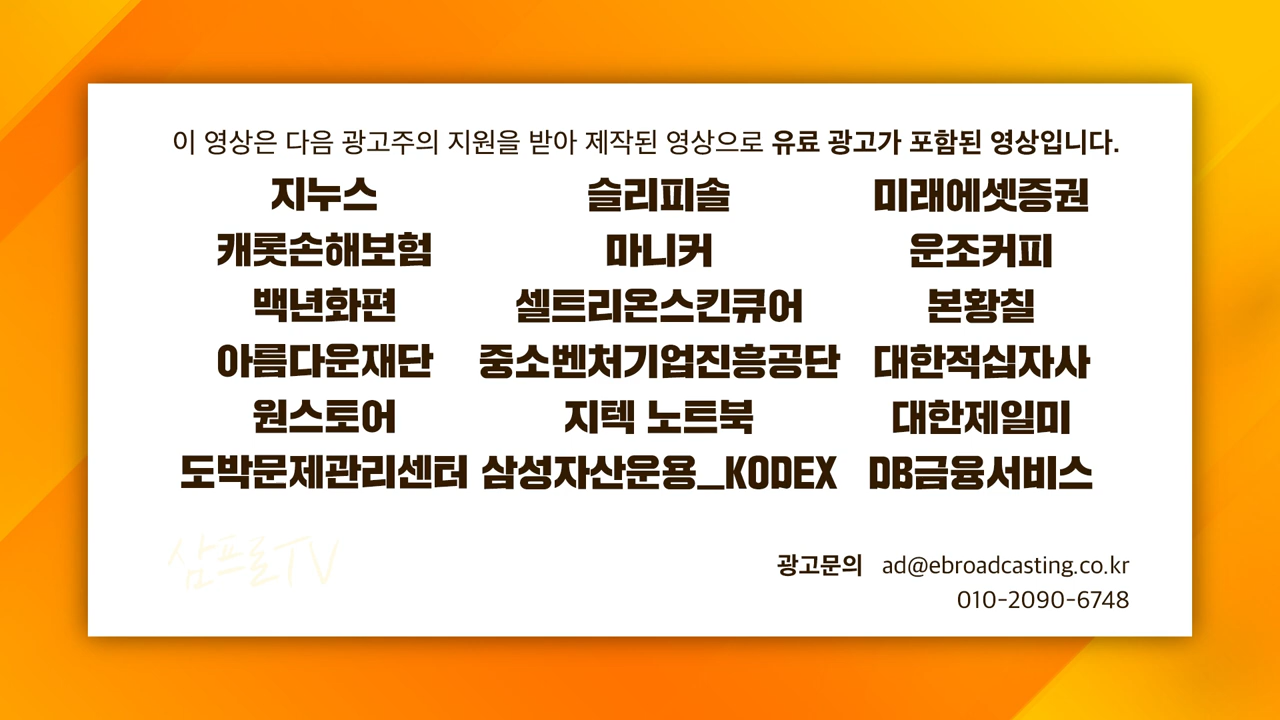 이 영상은 다음 광고주의 지원을 받아 제작된 영상으로 유료 광고가 포함된 영상입니다.
지누스 슬리피솔 미래에셋증권
캐롯손해보험 마니커 운조커피
백년화편 셀트리온스킨큐어 본황칠
아름다운재단 중소벤처기업진흥공단 대한적십자사
원스토어 지텍 노트북 대한제일미
도박문제관리센터 삼성자산운용_KODEX DB금융서비스
삼프로TV
광고문의 ad@ebroadcasting.co.kr
010-2090-6748